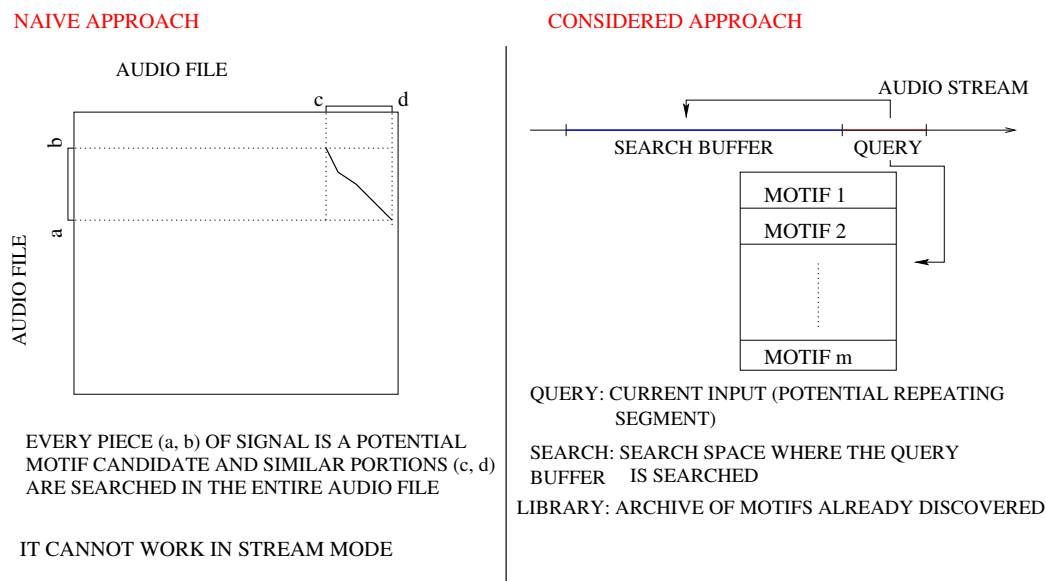 NAIVE APPROACH
AUDIO FILE
c
d
b
a
AUDIO FILE
EVERY PIECE (a, b) OF SIGNAL IS A POTENTIAL
MOTIF CANDIDATE AND SIMILAR PORTIONS (c, d)
ARE SEARCHED IN THE ENTIRE AUDIO FILE
IT CANNOT WORK IN STREAM MODE
CONSIDERED APPROACH
AUDIO STREAM
SEARCH BUFFER
QUERY
MOTIF 1
MOTIF 2
MOTIF m
QUERY: CURRENT INPUT (POTENTIAL REPEATING
SEGMENT)
SEARCH: SEARCH SPACE WHERE THE QUERY
BUFFER IS SEARCHED
LIBRARY: ARCHIVE OF MOTIFS ALREADY DISCOVERED